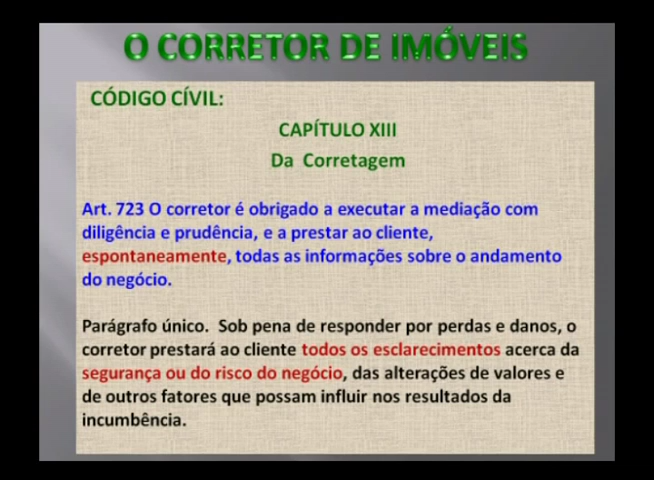 O CORRETOR DE IMÓVEIS
CÓDIGO CÍVIL:
CAPÍTULO XIII
Da Corretagem
Art. 723 O corretor é obrigado a executar a mediação com
diligência e prudência, e a prestar ao cliente,
espontaneamente, todas as informações sobre o andamento
do negócio.
Parágrafo único. Sob pena de responder por perdas e danos, o
corretor prestará ao cliente todos os esclarecimentos acerca da
segurança ou do risco do negócio, das alterações de valores e
de outros fatores que possam influir nos resultados da
incumbência.